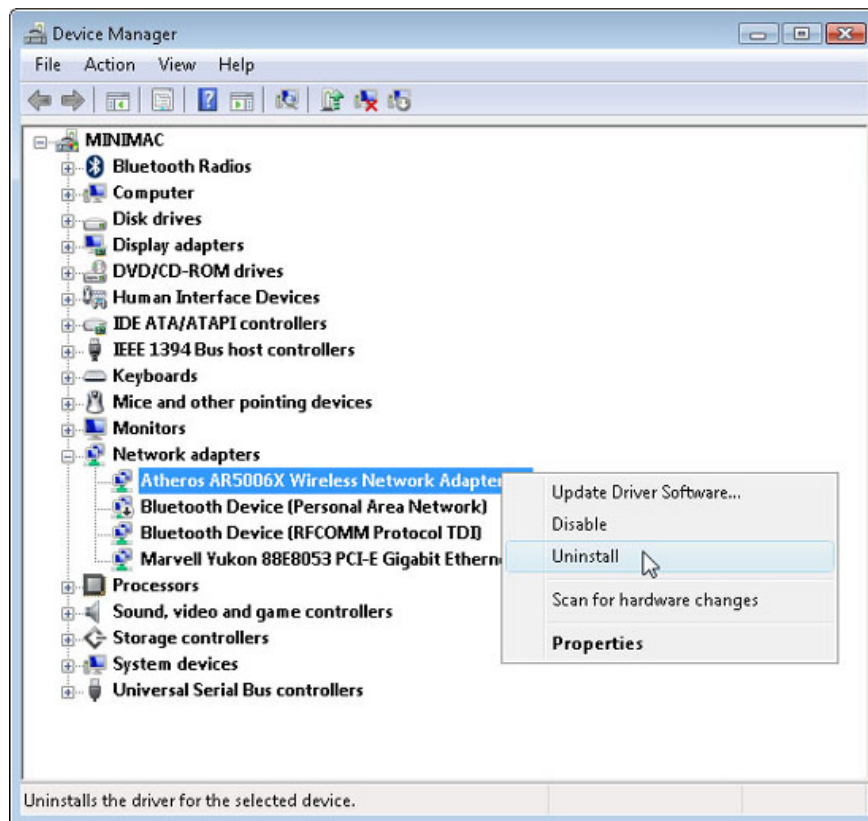 Device Manager
File Action View Help
MINIMAC
Bluetooth Radios
Computer
Disk drives
Display adapters
DVD/CD-ROM drives
Human Interface Devices
IDE ATA/ATAPI controllers
IEEE 1394 Bus host controllers
Keyboards
Mice and other pointing devices
Monitors
Network adapters
Atheros AR5006X Wireless Network Adapter
Bluetooth Device (Personal Area Network)
Bluetooth Device (RFCOMM Protocol TDI)
Marvell Yukon 88E8053 PCI-E Gigabit Ethern
Processors
Sound, video and game controllers
Storage controllers
System devices
Universal Serial Bus controllers
Update Driver Software...
Disable
Uninstall
Scan for hardware changes
Properties
Uninstalls the driver for the selected device.